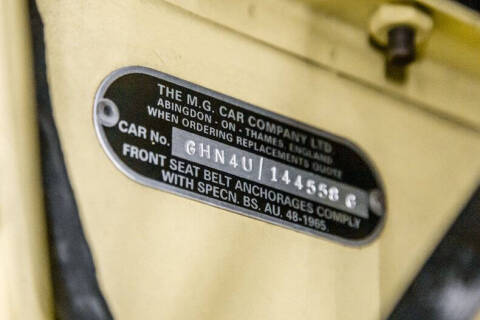 THE M.G. CAR COMPANY LTD
ABINGDON - ON - THAMES, ENGLAND
WHEN ORDERING REPLACEMENTS QUOTE
CAR No. GHN4U/144558 G
FRONT SEAT BELT ANCHORAGES COMPLY
WITH SPECN. BS. AU. 48-1965